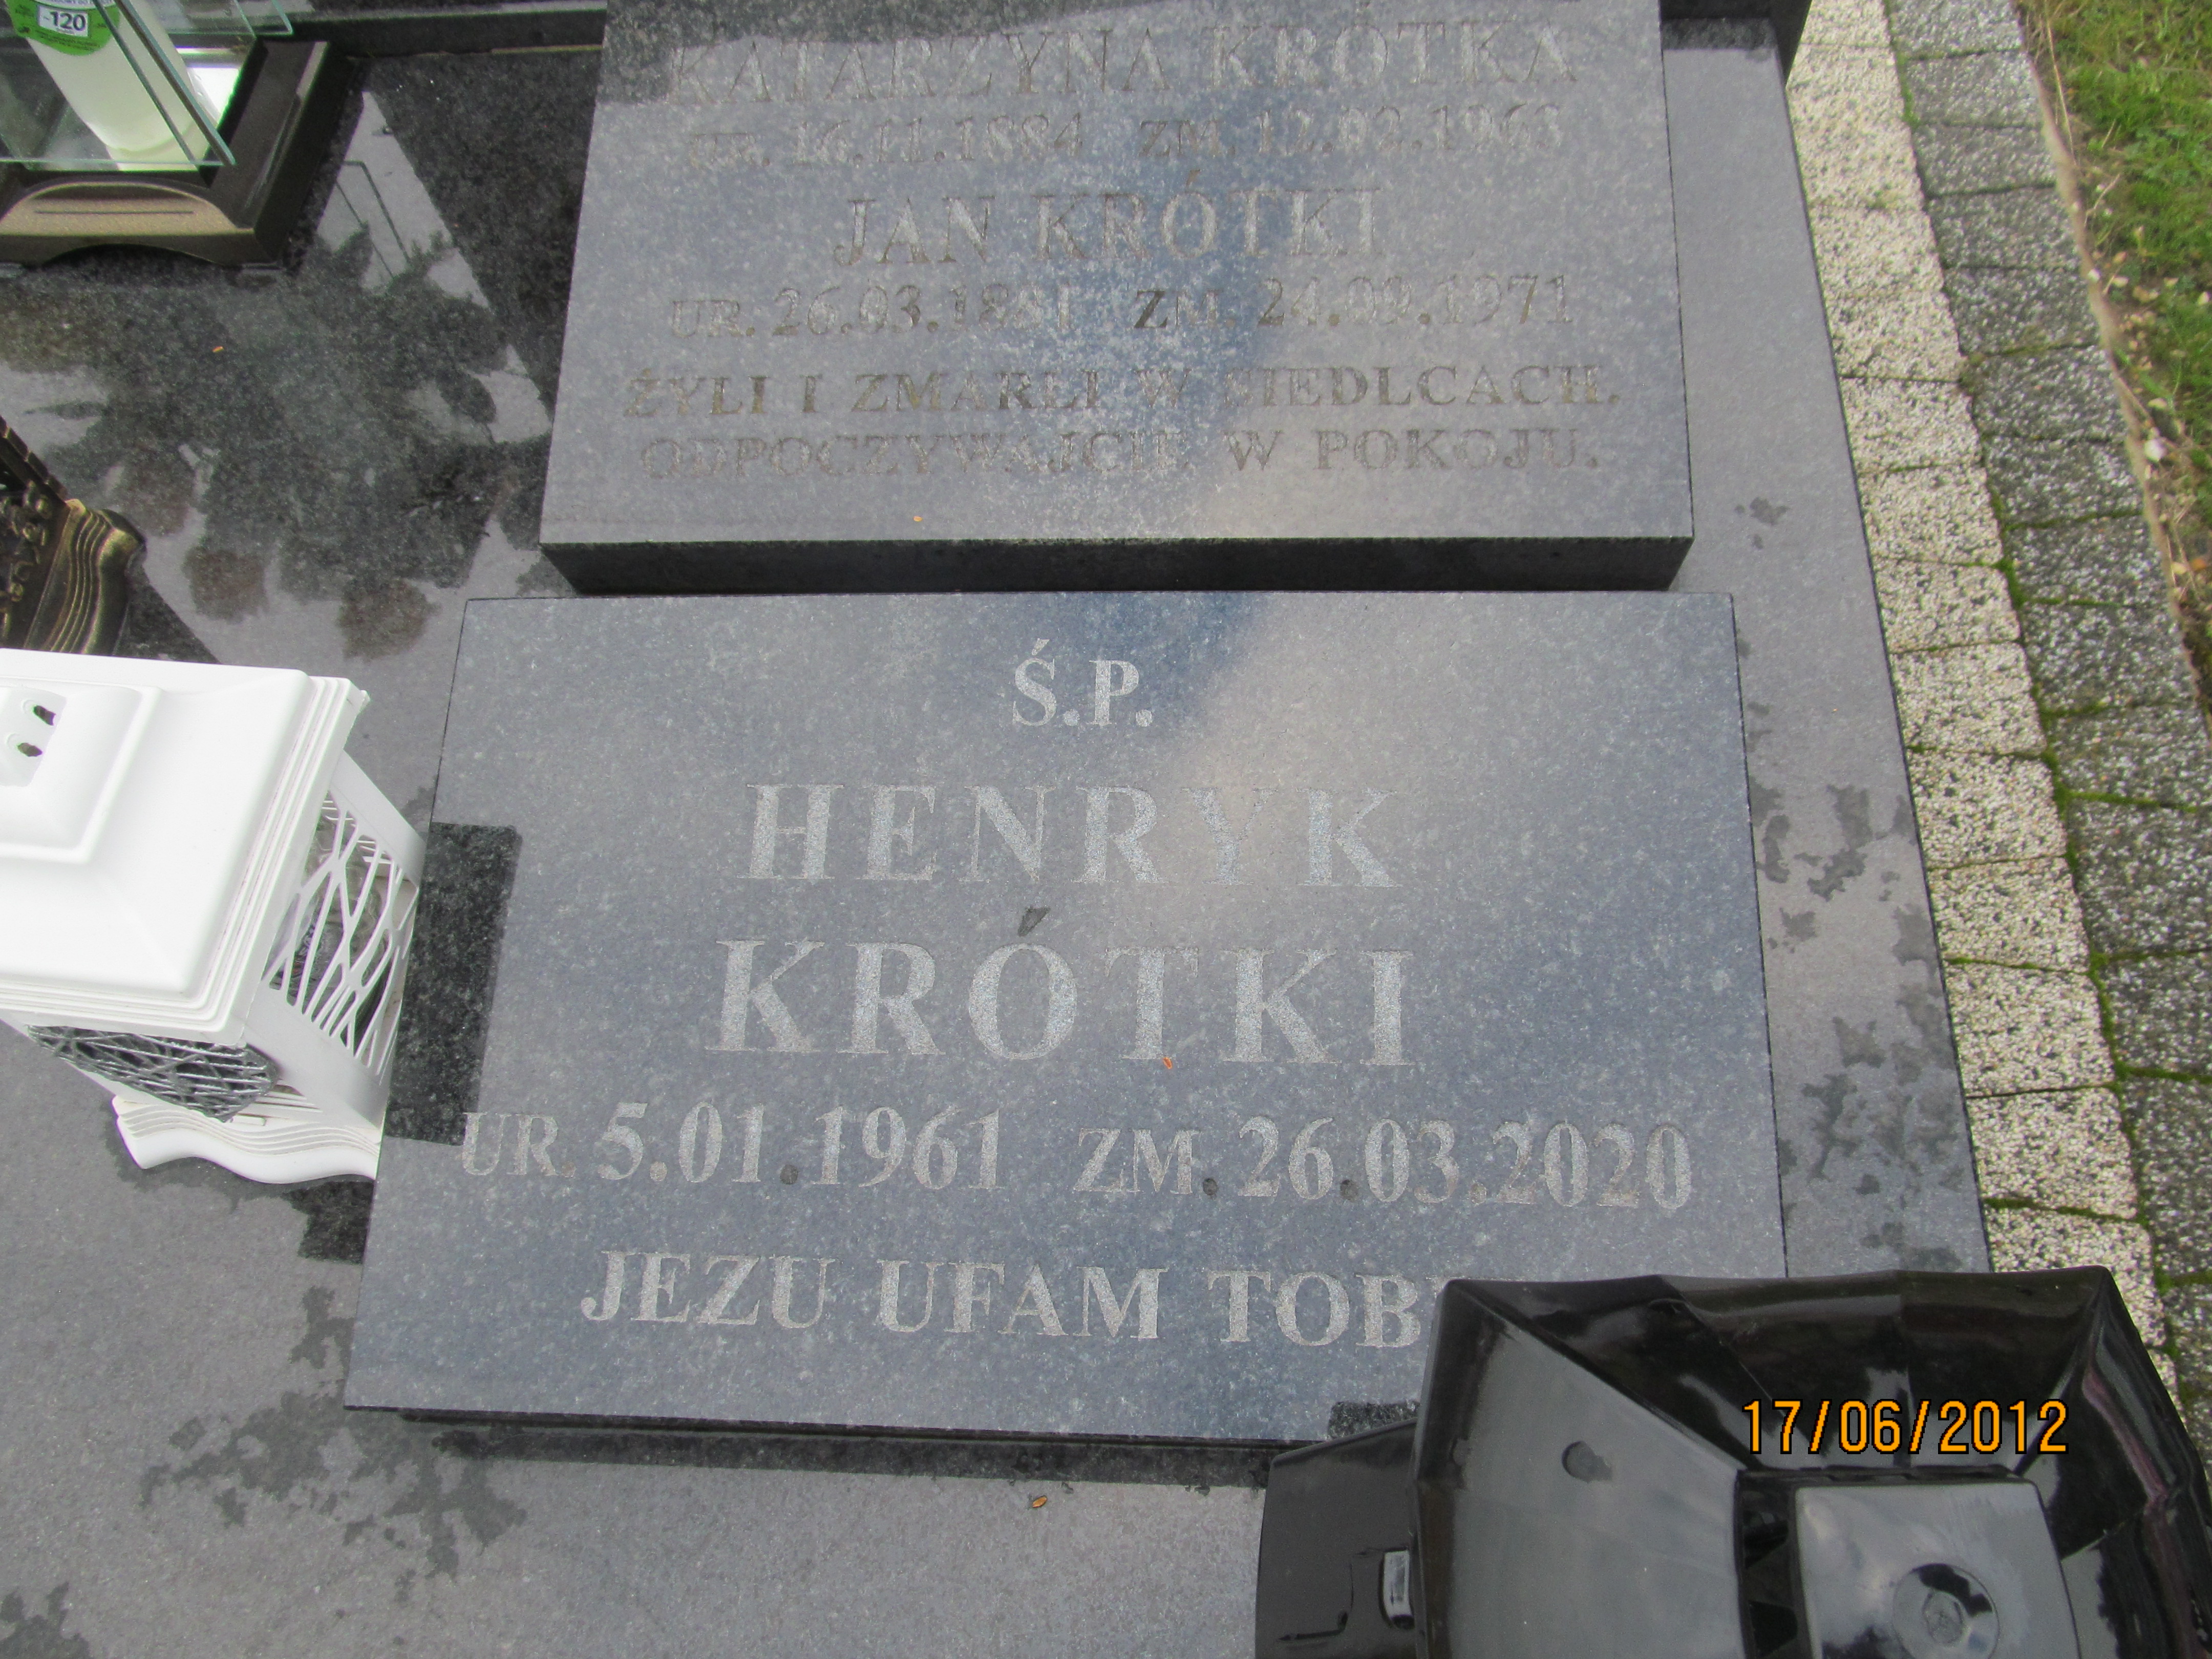 -120
KATARZYNA KRÓTKA
UR. 16.11.1884 ZM. 12.02.1963
JAN KRÓTKI
UR. 26.03.1881 ZM. 24.09.1971
ŻYLI I ZMARLI W SIEDLCACH.
ODPOCZYWAJCIE W POKOJU.
Ś.P.
HENRYK
KRÓTKI
UR. 5.01.1961 ZM. 26.03.2020
JEZU UFAM TOBI
17/06/2012